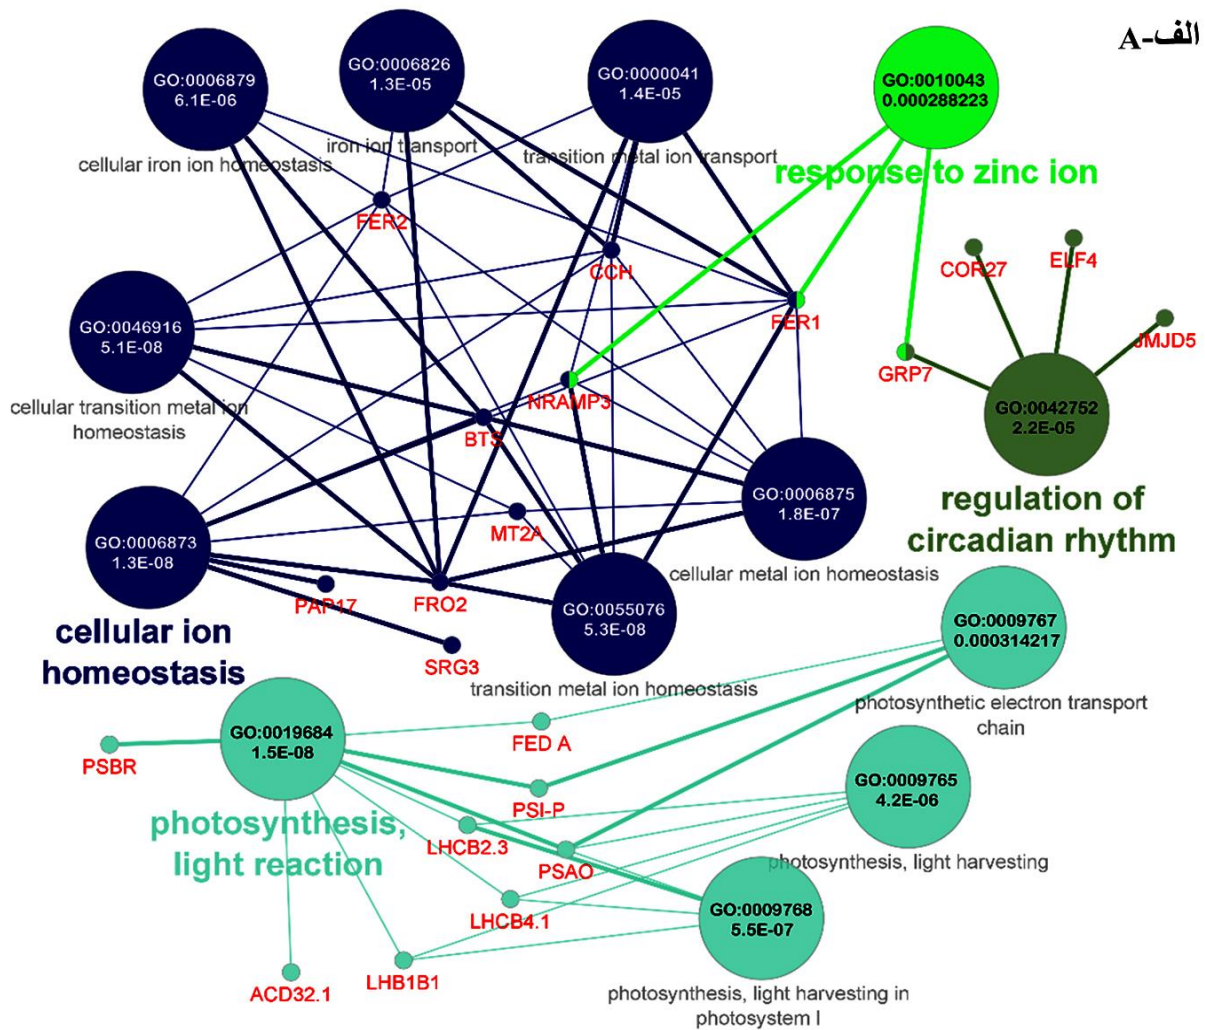 الف-A
GO:0006879
6.1E-06
cellular iron ion homeostasis
GO:0006826
1.3E-05
iron ion transport
GO:0000041
1.4E-05
transition metal ion transport
GO:0010043
0.000288223
response to zinc ion
FER2
CCH
FER1
COR27
ELF4
JMJD5
GRP7
GO:0046916
5.1E-08
cellular transition metal ion
homeostasis
NRAMP3
BTS
GO:0042752
2.2E-05
regulation of
circadian rhythm
GO:0006875
1.8E-07
cellular metal ion homeostasis
MT2A
GO:0006873
1.3E-08
cellular ion
homeostasis
PAP17
FRO2
SRG3
GO:0055076
5.3E-08
transition metal ion homeostasis
GO:0009767
0.000314217
photosynthetic electron transport
chain
GO:0019684
1.5E-08
photosynthesis,
light reaction
PSBR
FED A
PSI-P
LHCB2.3
PSAO
LHCB4.1
LHB1B1
ACD32.1
GO:0009765
4.2E-06
photosynthesis, light harvesting
GO:0009768
5.5E-07
photosynthesis, light harvesting in
photosystem I